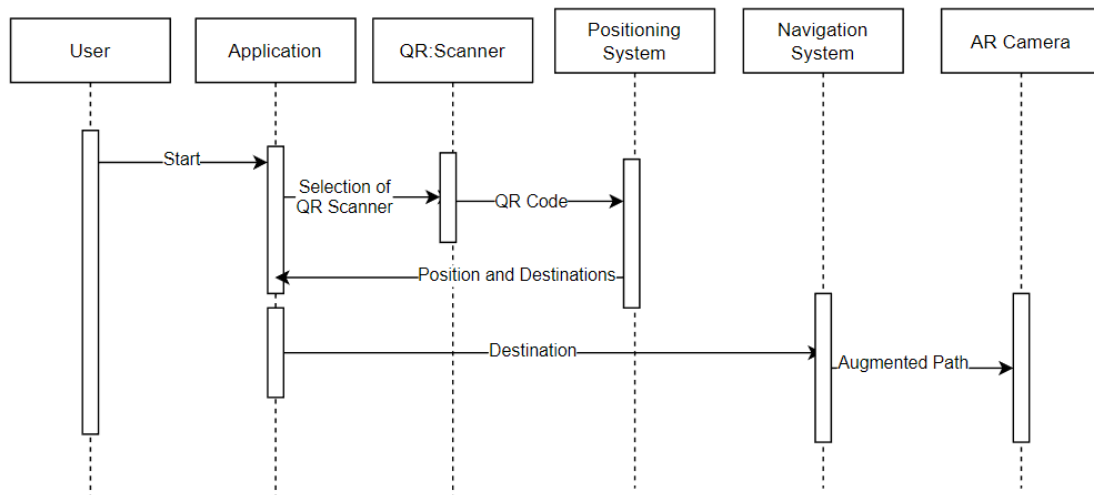 User
Application
QR:Scanner
Positioning
System
Navigation
System
AR Camera
Start
Selection of
QR Scanner
QR Code
Position and Destinations
Destination
Augmented Path